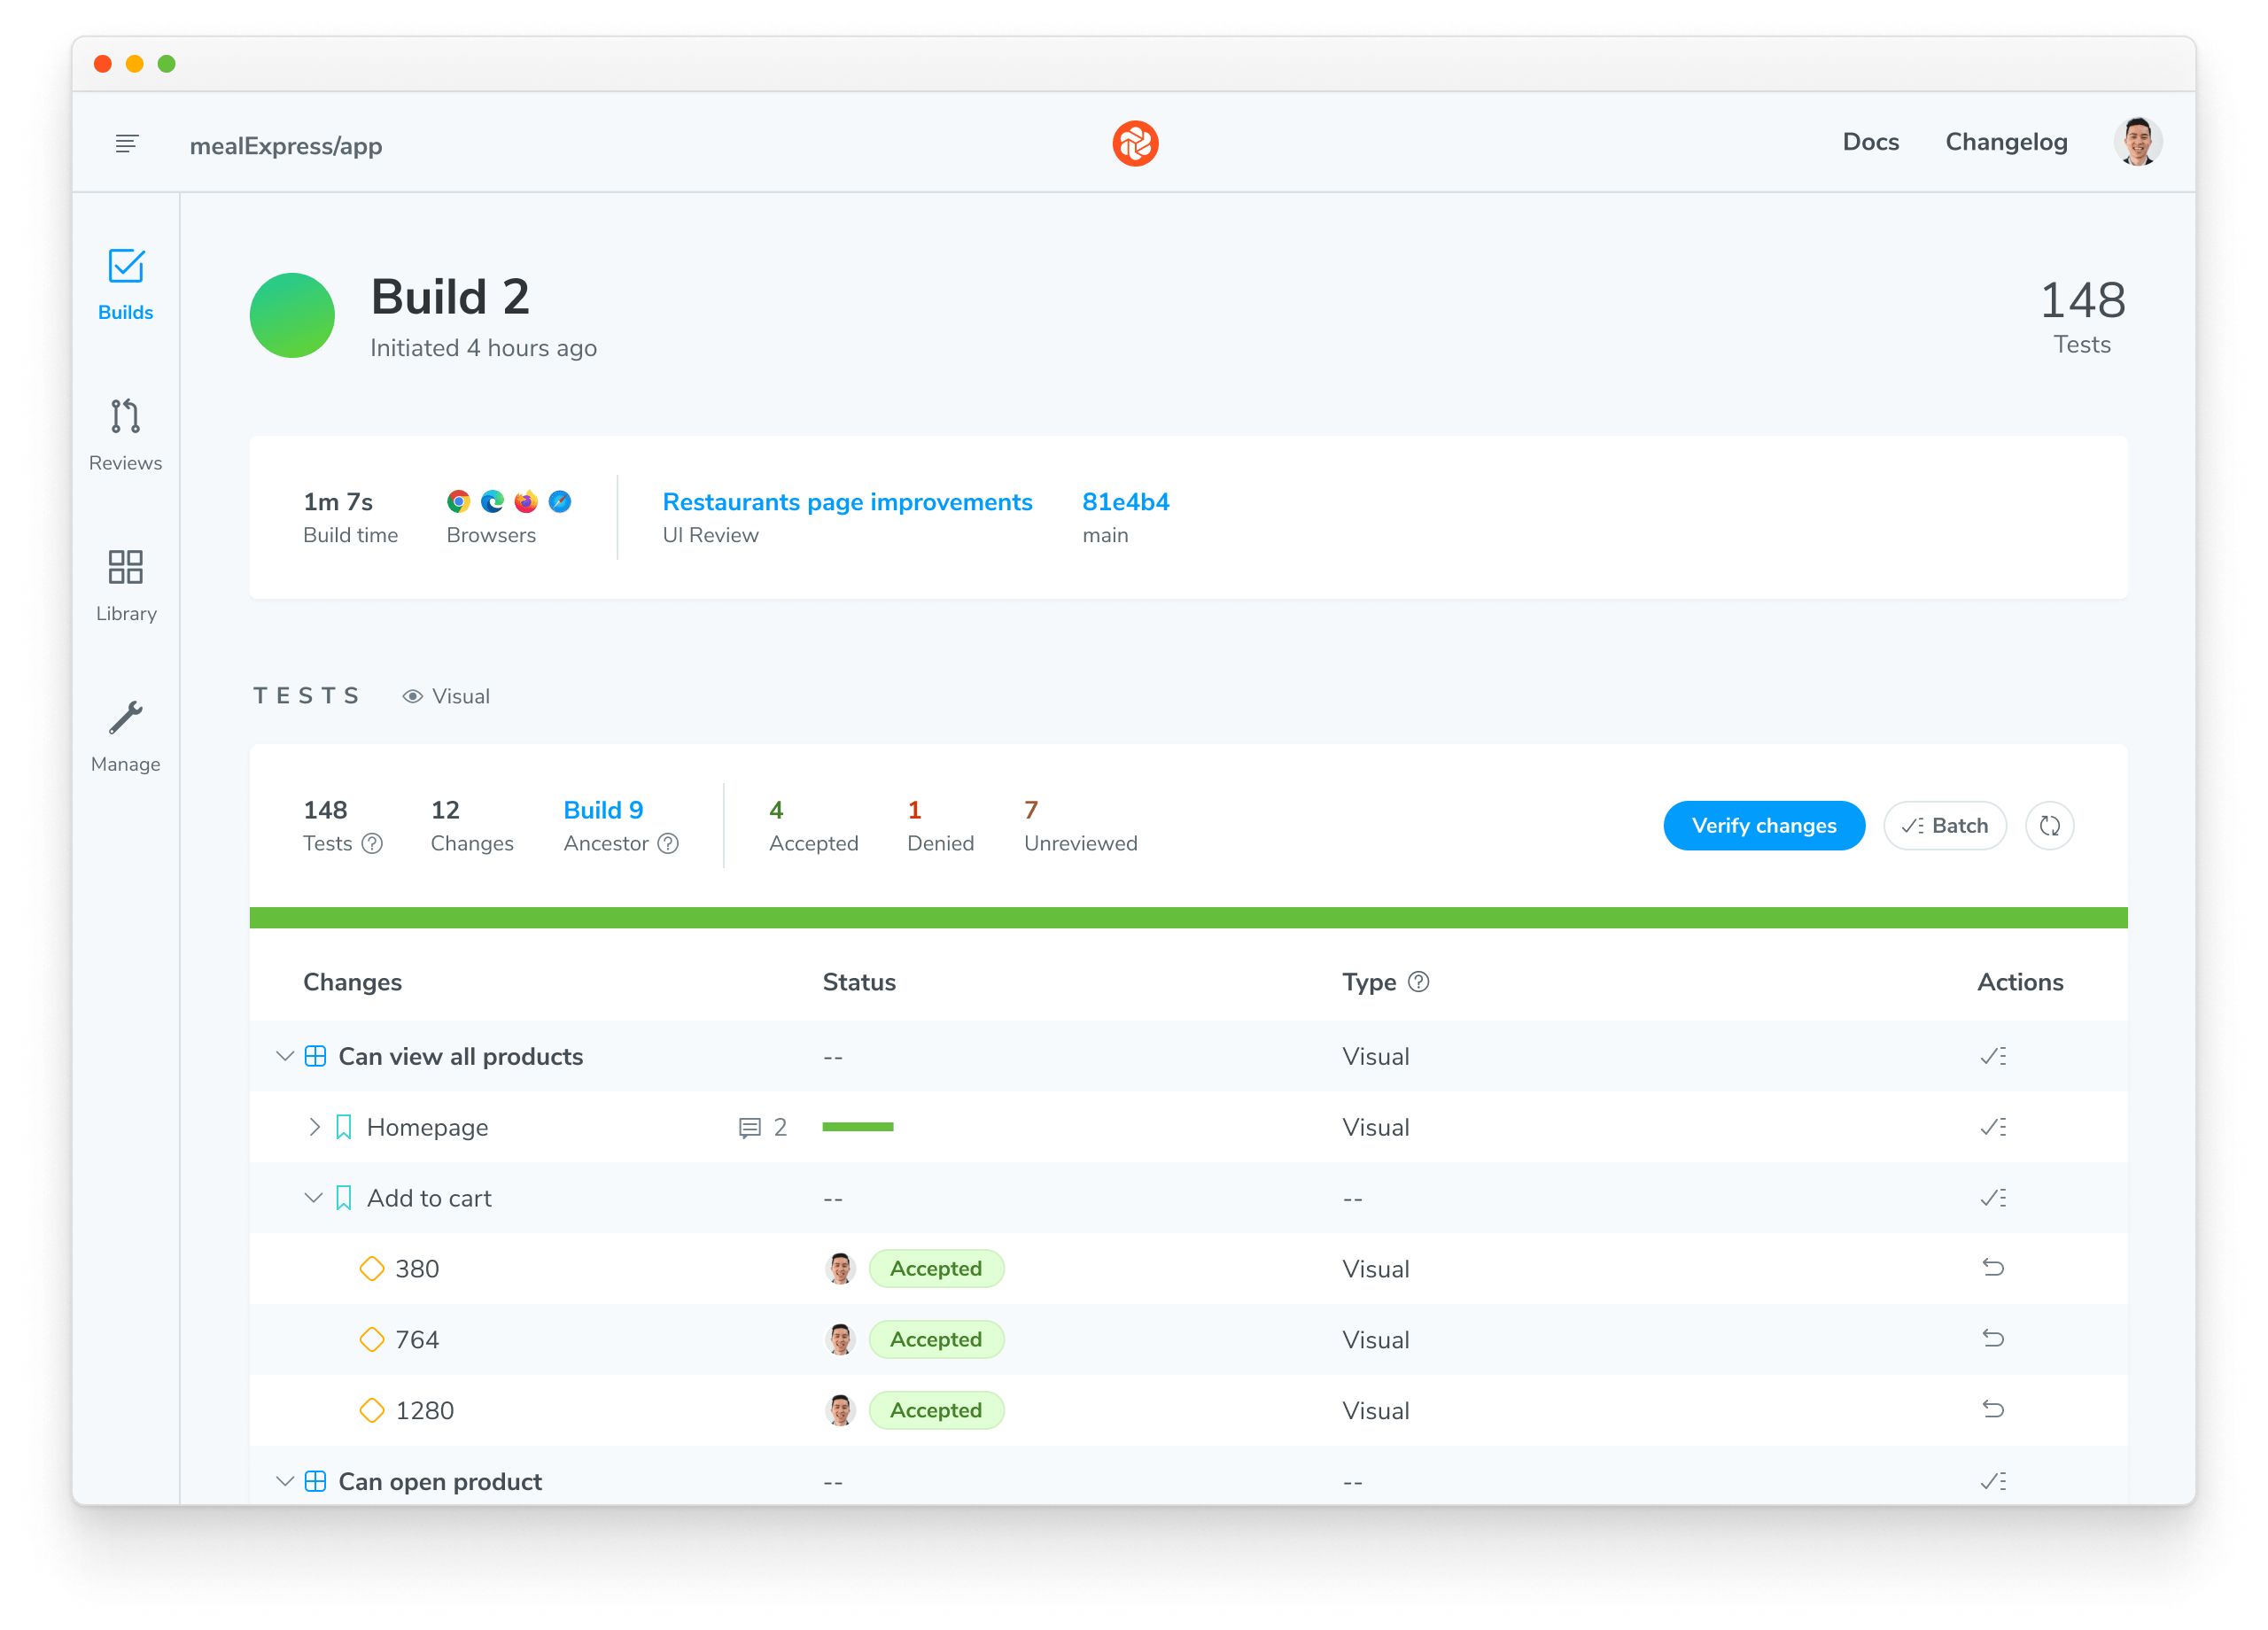 mealExpress/app
Docs Changelog
Builds
Reviews
Library
Manage
Build 2
Initiated 4 hours ago
148
Tests
1m 7s
Build time
Browsers
Restaurants page improvements
UI Review
81e4b4
main
TESTS Visual
148
Tests ?
12
Changes
Build 9
Ancestor ?
4
Accepted
1
Denied
7
Unreviewed
Verify changes
Batch
Changes Status Type ? Actions
Can view all products -- Visual
Homepage 2 Visual
Add to cart -- --
380 Accepted Visual
764 Accepted Visual
1280 Accepted Visual
Can open product -- --